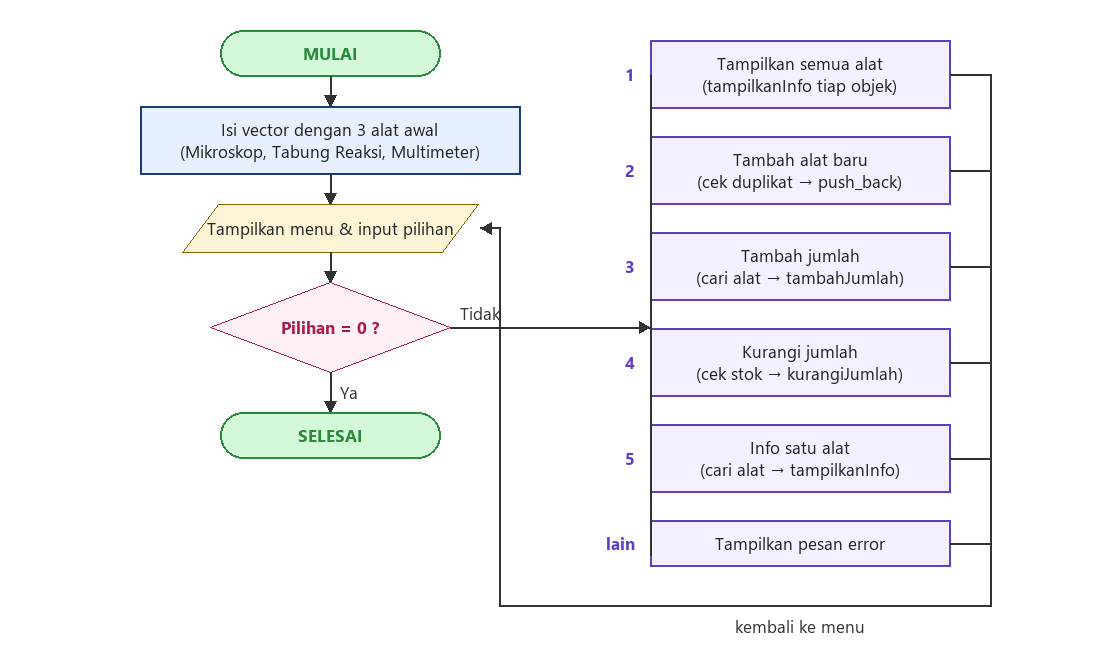 MULAI
Isi vector dengan 3 alat awal
(Mikroskop, Tabung Reaksi, Multimeter)
Tampilkan menu & input pilihan
Pilihan = 0 ?
Tidak
Ya
SELESAI
1
Tampilkan semua alat
(tampilkanInfo tiap objek)
2
Tambah alat baru
(cek duplikat → push_back)
3
Tambah jumlah
(cari alat → tambahJumlah)
4
Kurangi jumlah
(cek stok → kurangiJumlah)
5
Info satu alat
(cari alat → tampilkanInfo)
lain
Tampilkan pesan error
kembali ke menu